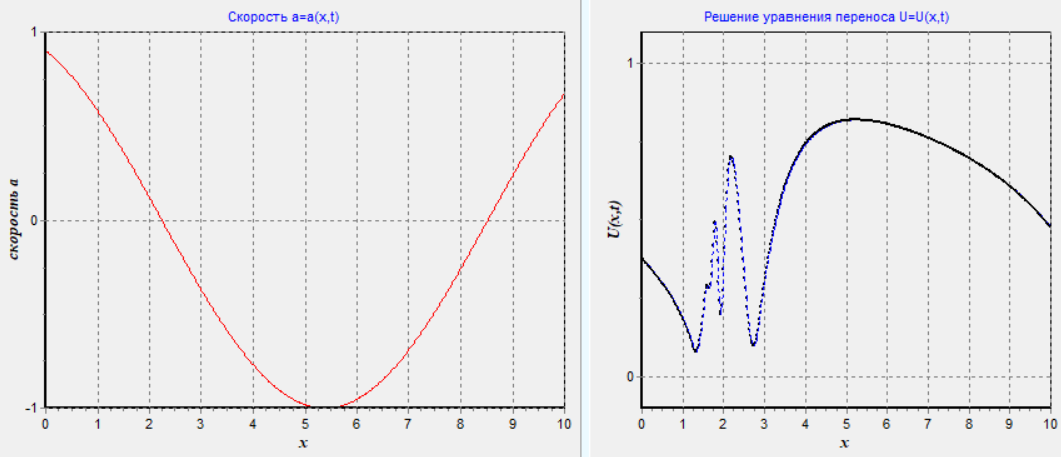 Скорость a=a(x,t)
1
0
-1
скорость a
0 1 2 3 4 5 6 7 8 9 10
x
Решение уравнения переноса U=U(x,t)
1
0
U(x,t)
0 1 2 3 4 5 6 7 8 9 10
x